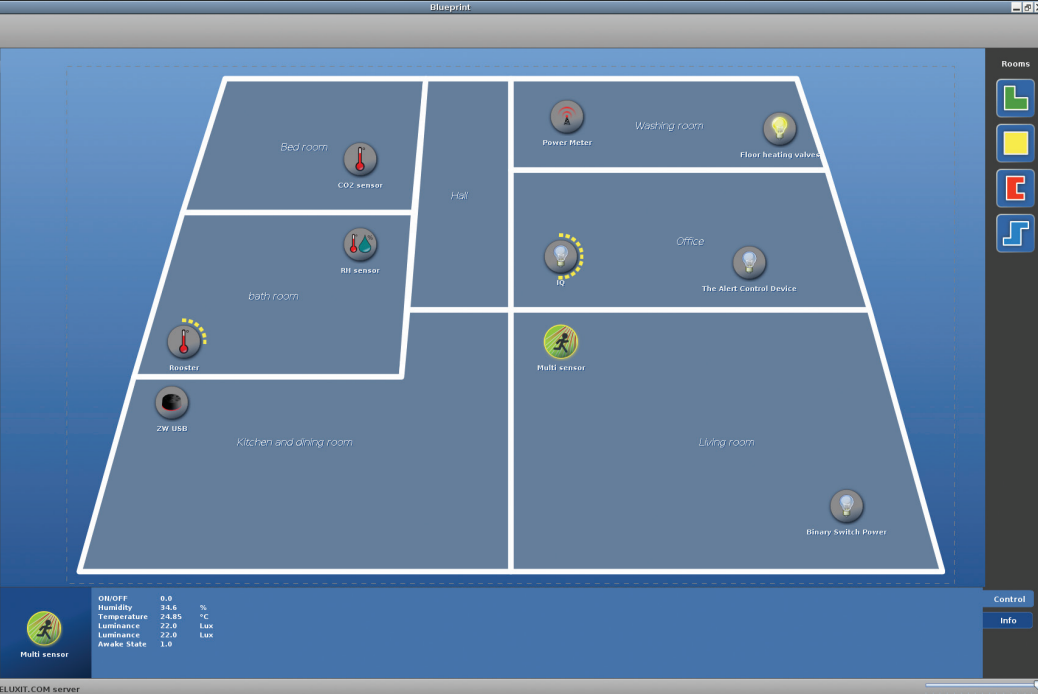 Blueprint
Rooms
Washing room
Power Meter
Floor heating valves
Bed room
CO2 sensor
Hall
Office
RH sensor
IQ
The Alert Control Device
bath room
Rooster
Multi sensor
ZW USB
Kitchen and dining room
Living room
Binary Switch Power
ON/OFF 0.0
Humidity 34.6 %
Temperature 24.85 °C
Luminance 22.0 Lux
Luminance 22.0 Lux
Awake State 1.0
Multi sensor
Control
Info
ELUXIT.COM server